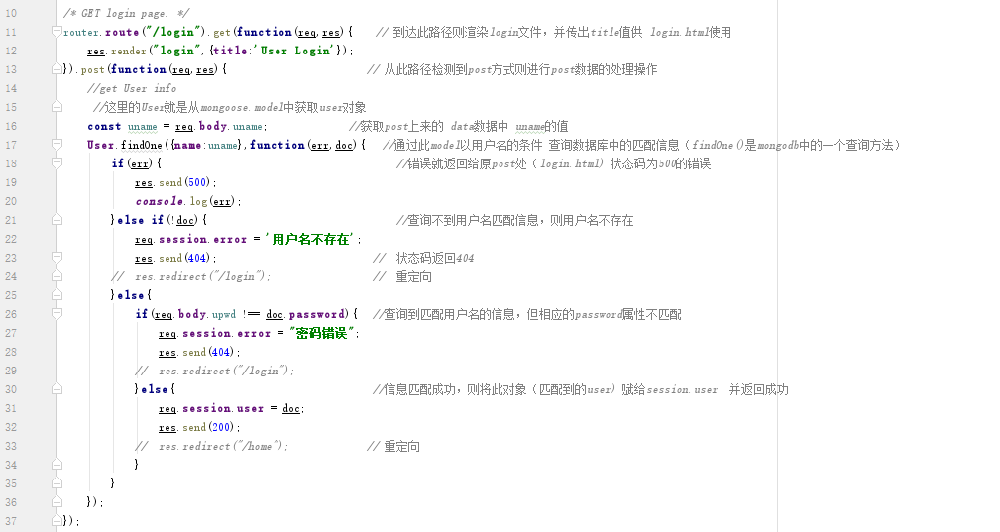 10 /* GET login page. */
11 router.route("/login").get(function(req,res){ // 到达此路径则渲染login文件，并传出title值供 login.html使用
12 res.render("login",{title:'User Login'});
13 }).post(function(req,res){ // 从此路径检测到post方式则进行post数据的处理操作
14 //get User info
15 //这里的User就是从mongoose.model中获取user对象
16 const uname = req.body.uname; //获取post上来的 data数据中 uname的值
17 User.findOne({name:uname},function(err,doc){ //通过此model以用户名的条件 查询数据库中的匹配信息（findOne()是mongodb中的一个查询方法）
18 if(err){ //错误就返回给原post处（login.html) 状态码为500的错误
19 res.send(500);
20 console.log(err);
21 }else if(!doc){ //查询不到用户名匹配信息，则用户名不存在
22 req.session.error = '用户名不存在';
23 res.send(404); // 状态码返回404
24 // res.redirect("/login"); // 重定向
25 }else{
26 if(req.body.upwd !== doc.password){ //查询到匹配用户名的信息，但相应的password属性不匹配
27 req.session.error = "密码错误";
28 res.send(404);
29 // res.redirect("/login");
30 }else{ //信息匹配成功，则将此对象（匹配到的user) 赋给session.user 并返回成功
31 req.session.user = doc;
32 res.send(200);
33 // res.redirect("/home"); // 重定向
34 }
35 }
36 });
37 });